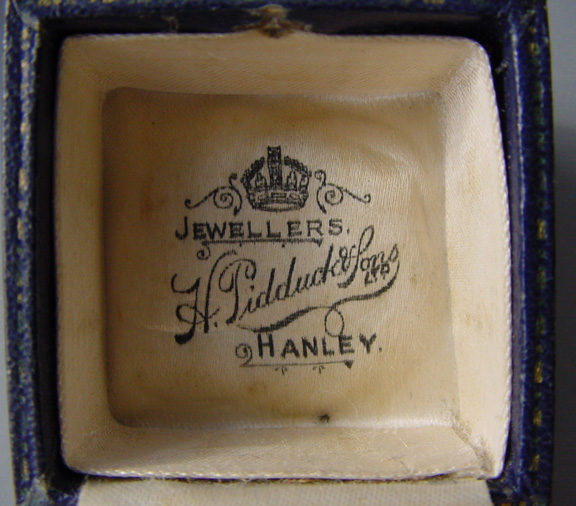 JEWELLERS.
H. Pidduck & Sons LTD
HANLEY.